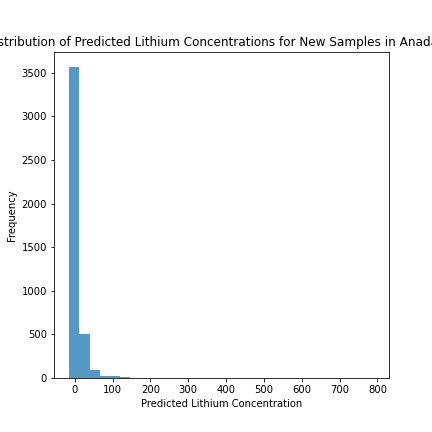 stribution of Predicted Lithium Concentrations for New Samples in Anad
3500
3000
2500
2000
1500
1000
500
0
Frequency
0 100 200 300 400 500 600 700 800
Predicted Lithium Concentration